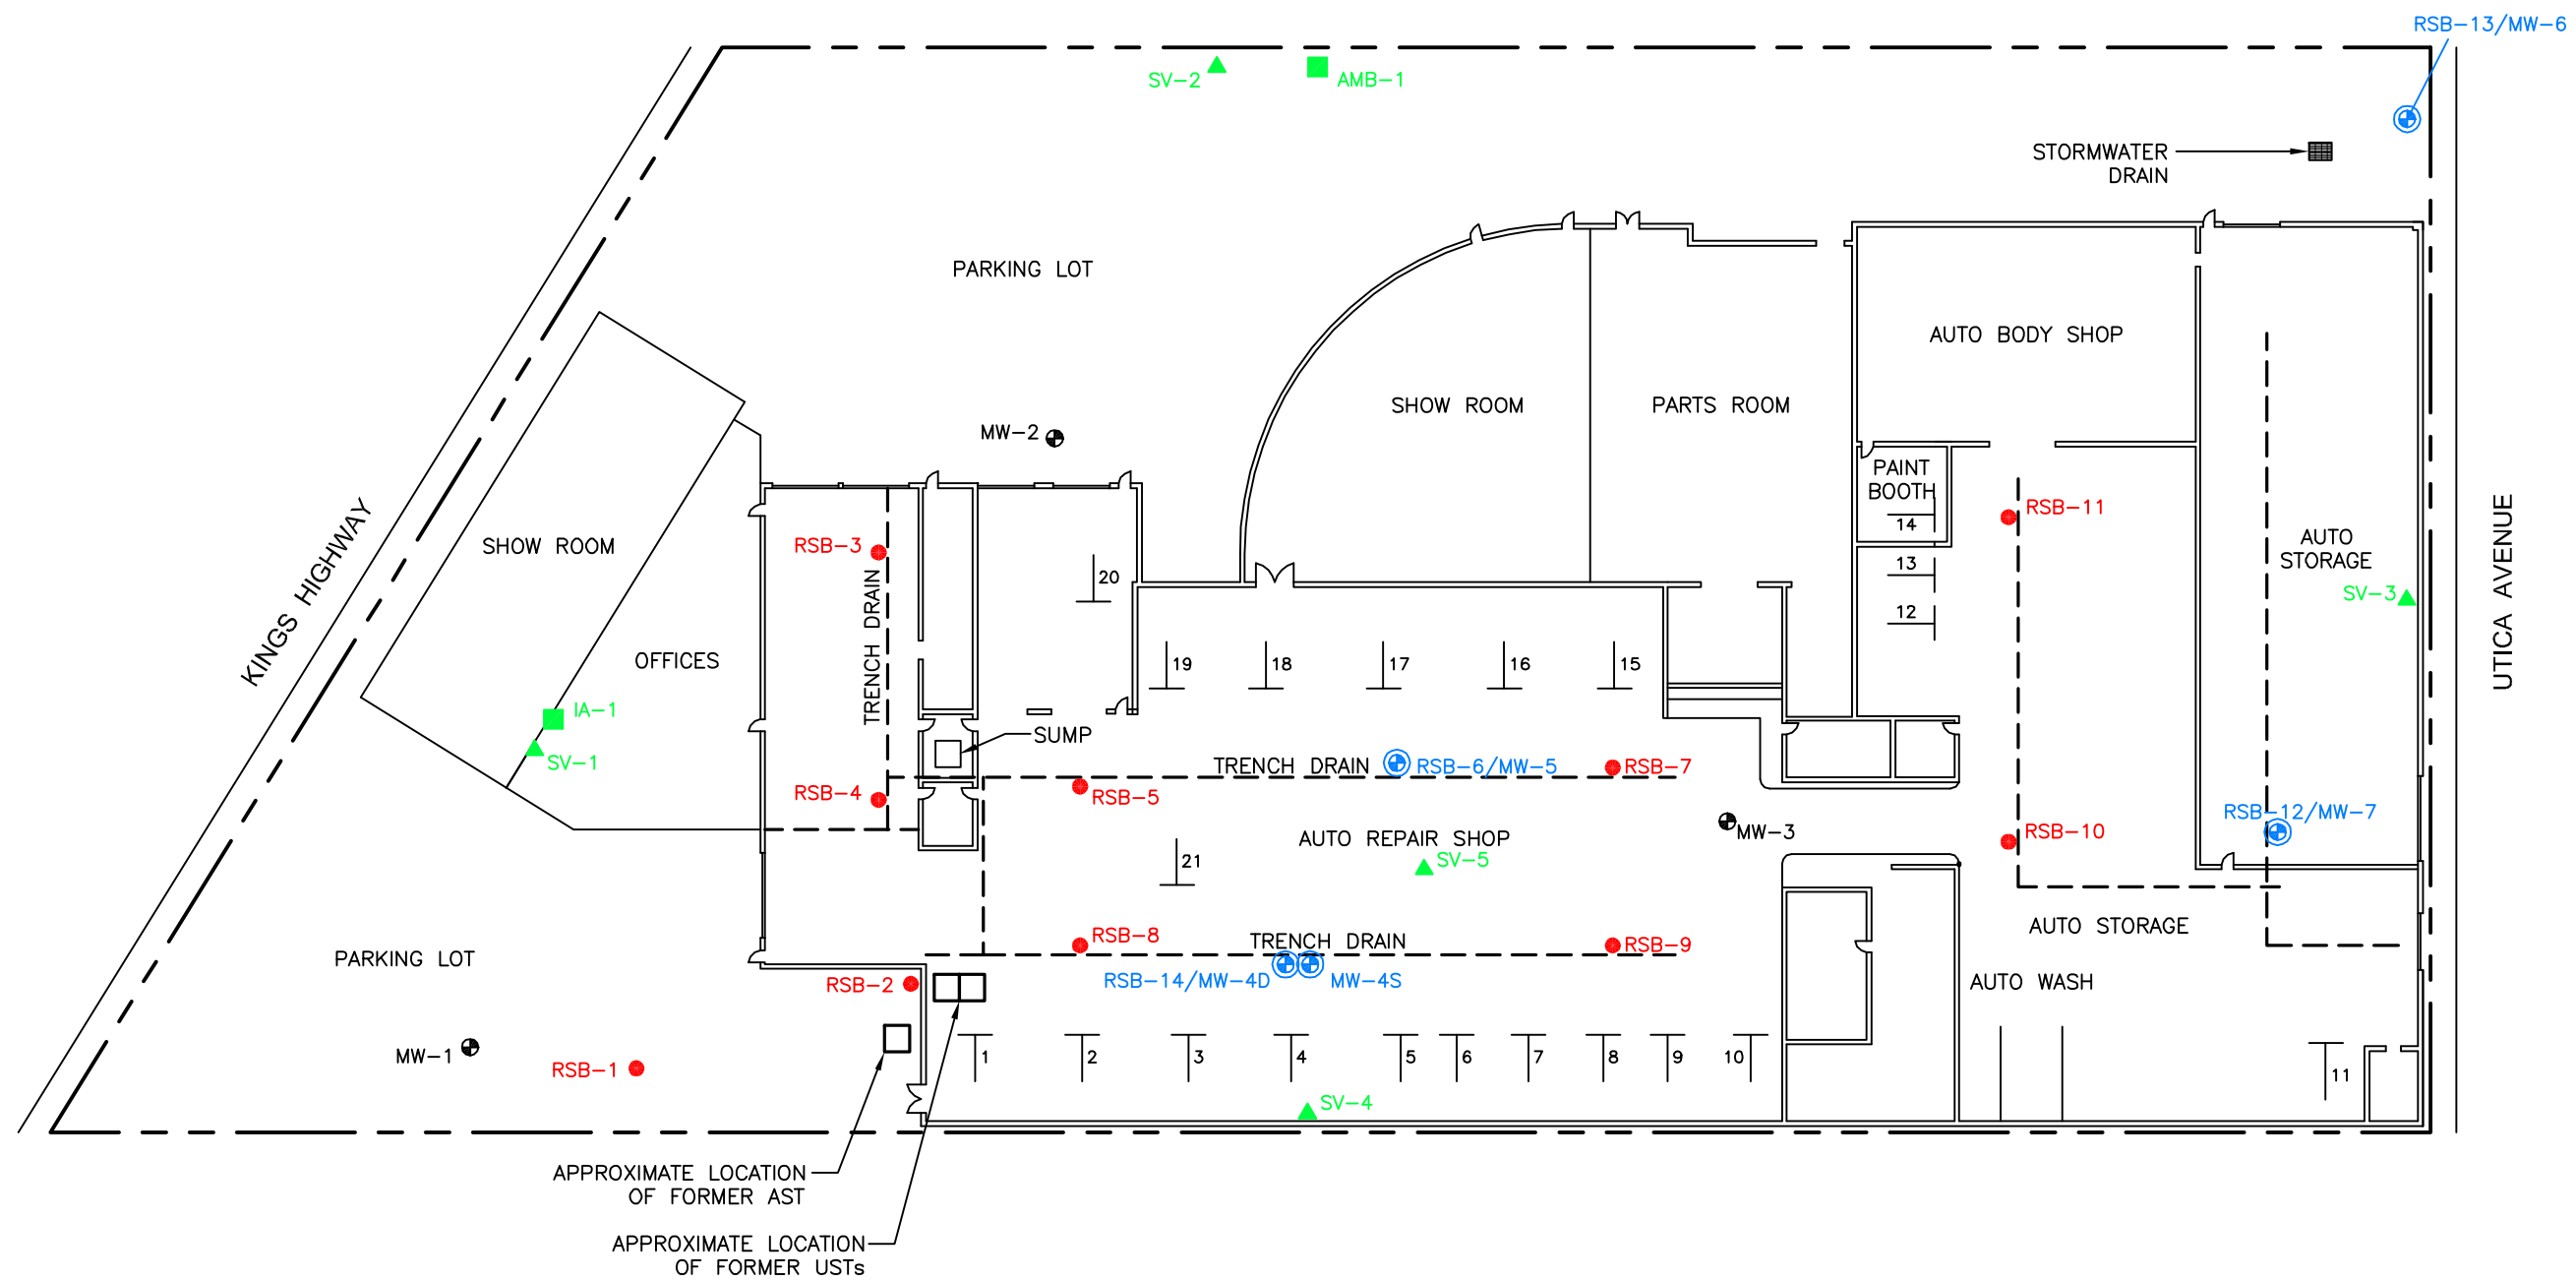 RSB-13/MW-6
SV-2
AMB-1
STORMWATER
DRAIN
PARKING LOT
AUTO BODY SHOP
SHOW ROOM
PARTS ROOM
MW-2
PAINT
BOOTH
14
RSB-11
KINGS HIGHWAY
SHOW ROOM
RSB-3
TRENCH DRAIN
20
13
12
AUTO
STORAGE
SV-3
UTICA AVENUE
OFFICES
19
18
17
16
15
IA-1
SV-1
SUMP
TRENCH DRAIN
RSB-6/MW-5
RSB-7
RSB-4
RSB-5
RSB-12/MW-7
MW-3
RSB-10
AUTO REPAIR SHOP
SV-5
21
PARKING LOT
RSB-8
TRENCH DRAIN
RSB-9
AUTO STORAGE
RSB-2
RSB-14/MW-4D
MW-4S
AUTO WASH
MW-1
RSB-1
1
2
3
4
5
6
7
8
9
10
11
SV-4
APPROXIMATE LOCATION
OF FORMER AST
APPROXIMATE LOCATION
OF FORMER USTs